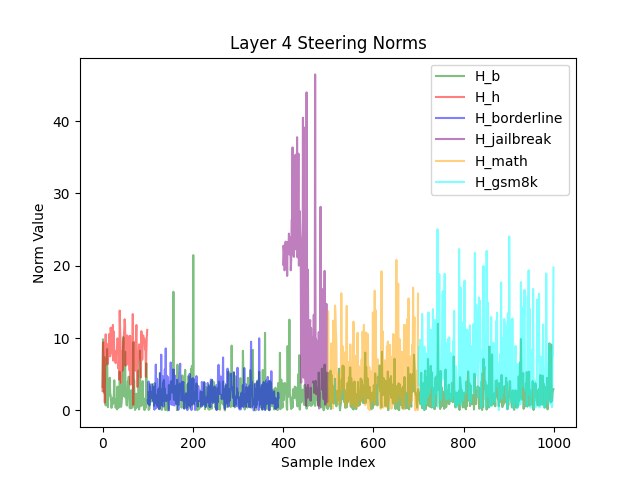 Layer 4 Steering Norms
H_b
H_h
H_borderline
H_jailbreak
H_math
H_gsm8k
Norm Value
40
30
20
10
0
0 200 400 600 800 1000
Sample Index